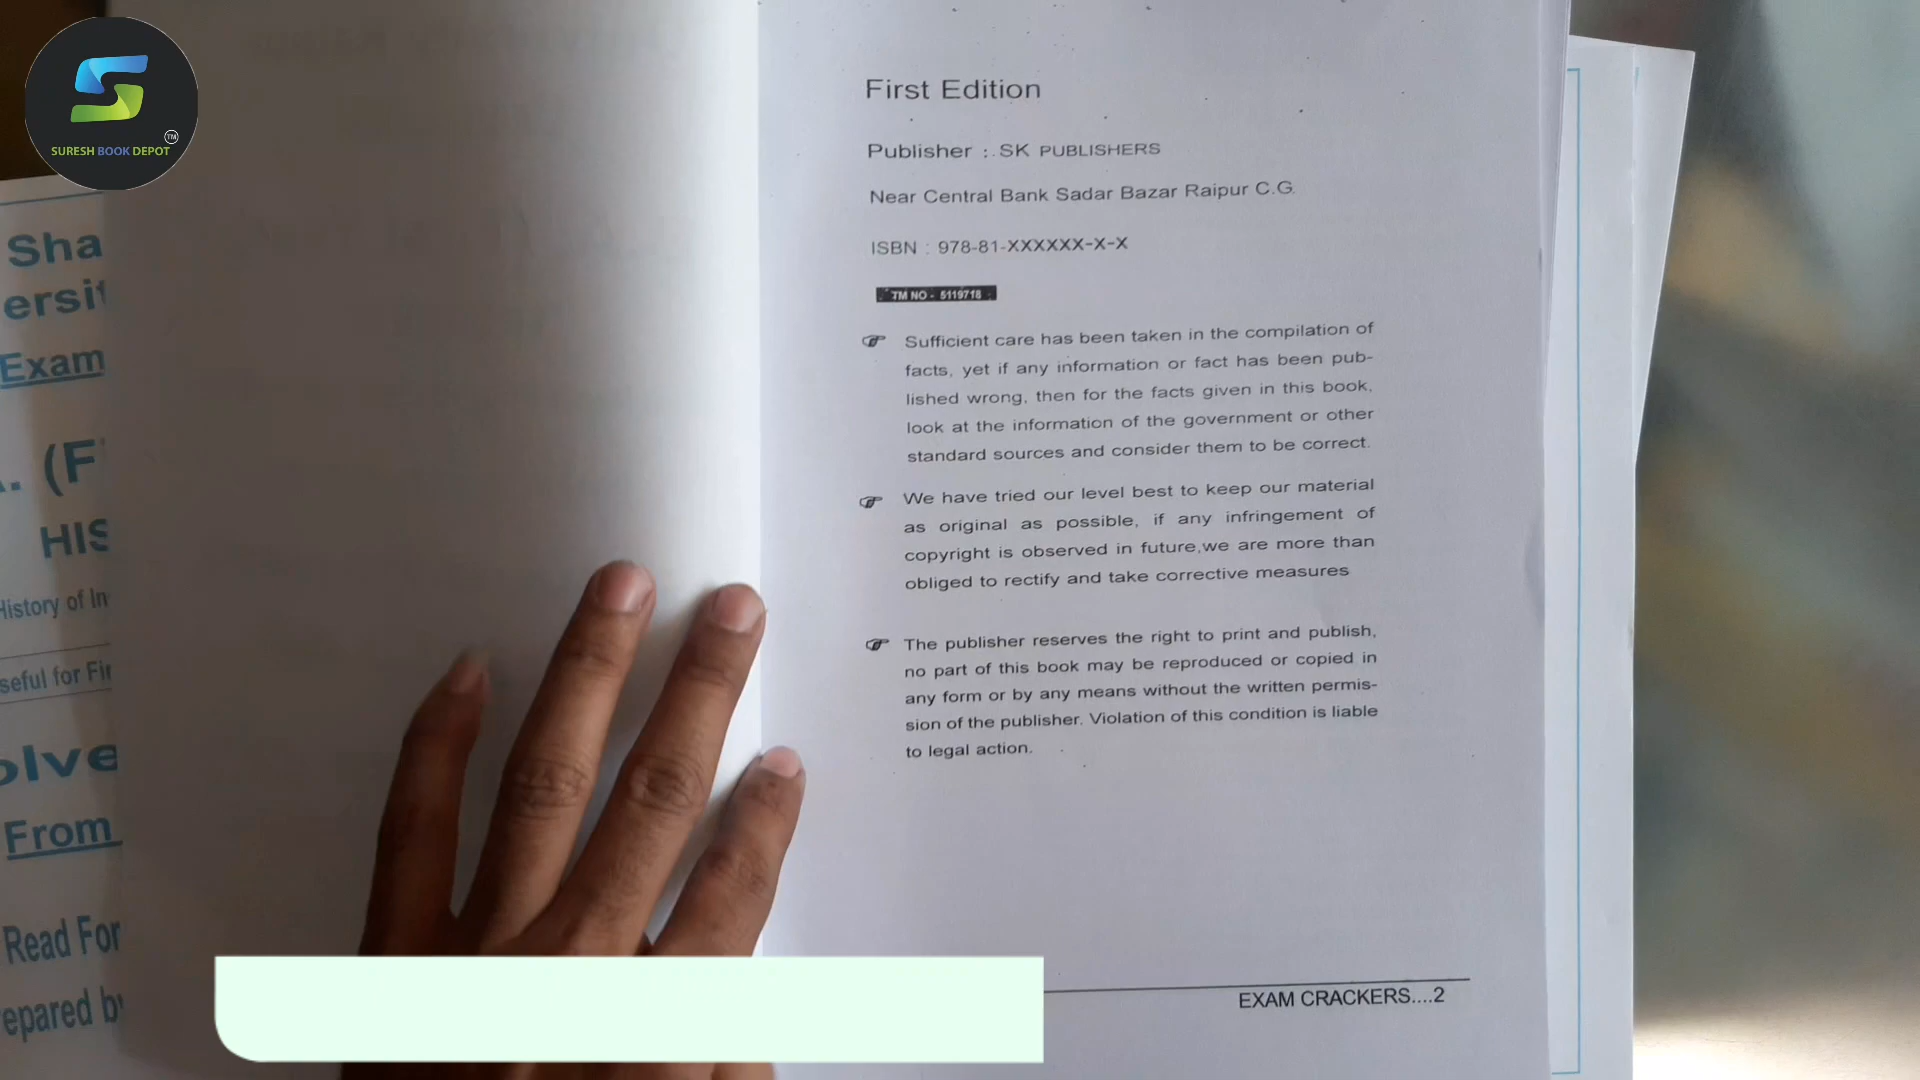 SURESH BOOK DEPOT
TM
Sha
ersit
Exam
. (F
HIS
History of In
seful for Fir
olve
From
Read For
epared by
First Edition
Publisher :. SK PUBLISHERS
Near Central Bank Sadar Bazar Raipur C.G.
ISBN : 978-81-XXXXXX-X-X
TM NO - 5119718
Sufficient care has been taken in the compilation of
facts, yet if any information or fact has been pub-
lished wrong, then for the facts given in this book,
look at the information of the government or other
standard sources and consider them to be correct.
We have tried our level best to keep our material
as original as possible, if any infringement of
copyright is observed in future,we are more than
obliged to rectify and take corrective measures
The publisher reserves the right to print and publish,
no part of this book may be reproduced or copied in
any form or by any means without the written permis-
sion of the publisher. Violation of this condition is liable
to legal action.
EXAM CRACKERS....2